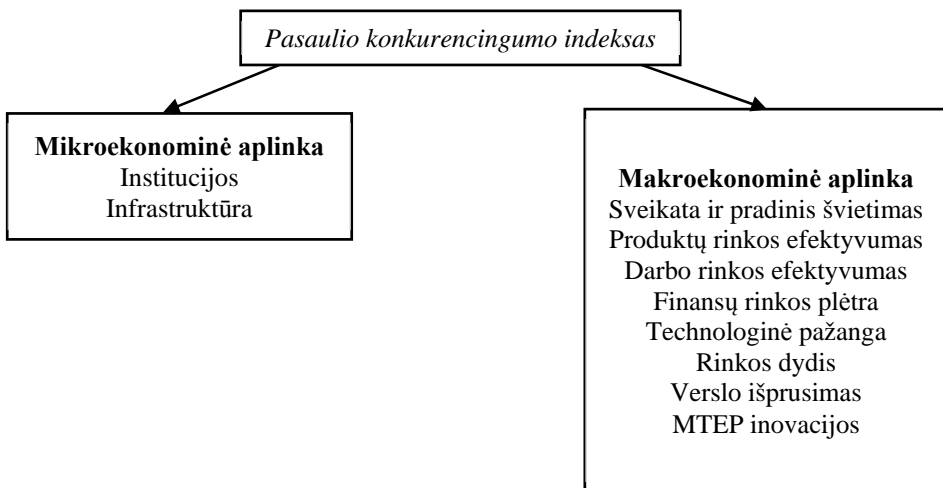 Pasaulio konkurencingumo indeksas
Mikroekonominė aplinka
Institucijos
Infrastruktūra
Makroekonominė aplinka
Sveikata ir pradinis švietimas
Produktų rinkos efektyvumas
Darbo rinkos efektyvumas
Finansų rinkos plėtra
Technologinė pažanga
Rinkos dydis
Verslo išprusimas
MTEP inovacijos